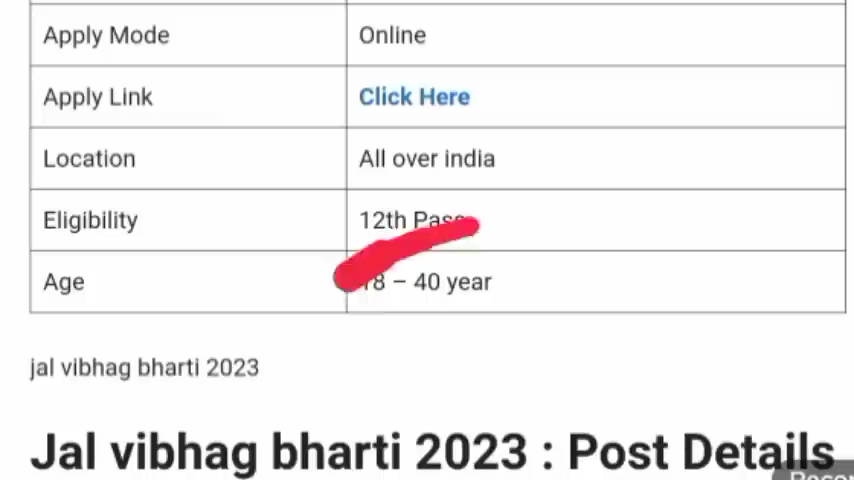 Apply Mode Online
Apply Link Click Here
Location All over india
Eligibility 12th Pass
Age 18 – 40 year
jal vibhag bharti 2023
Jal vibhag bharti 2023 : Post Details